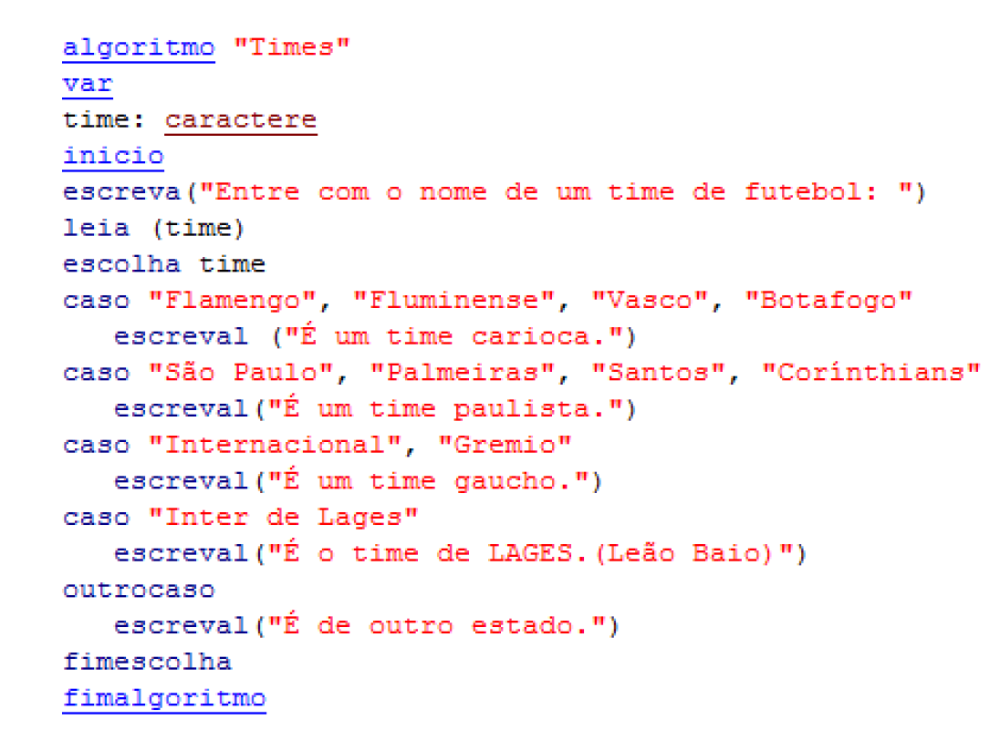 algoritmo "Times"
var
time: caractere
inicio
escreva("Entre com o nome de um time de futebol: ")
leia (time)
escolha time
caso "Flamengo", "Fluminense", "Vasco", "Botafogo"
   escreval ("É um time carioca.")
caso "São Paulo", "Palmeiras", "Santos", "Corínthians"
   escreval("É um time paulista.")
caso "Internacional", "Gremio"
   escreval("É um time gaucho.")
caso "Inter de Lages"
   escreval("É o time de LAGES.(Leão Baio)")
outrocaso
   escreval("É de outro estado.")
fimescolha
fimalgoritmo